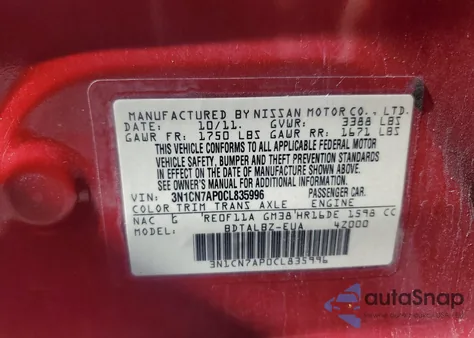 MANUFACTURED BY NISSAN MOTOR CO., LTD.
DATE: 10/11. GVWR: 3388 LBS
GAWR FR: 1750 LBS GAWR RR: 1671 LBS
THIS VEHICLE CONFORMS TO ALL APPLICABLE FEDERAL MOTOR
VEHICLE SAFETY, BUMPER AND THEFT PREVENTION STANDARDS
IN EFFECT ON THE DATE OF MANUFACTURE SHOWN ABOVE.
SEE OWNER'S MANUAL FOR ADDITIONAL INFORMATION.
VIN: 3N1CN7AP0CL835996 PASSENGER CAR.
COLOR TRIM TRANS AXLE ENGINE
NAC G RE0F11A GM38 HR16DE 1598 CC
MODEL: BDTALBZ-EUA 4Z000
3N1CN7AP0CL835996
autoSnap